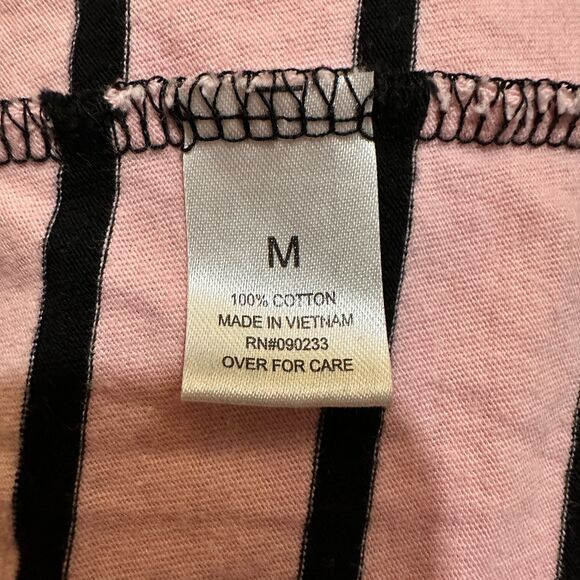 M
100% COTTON
MADE IN VIETNAM
RN#090233
OVER FOR CARE